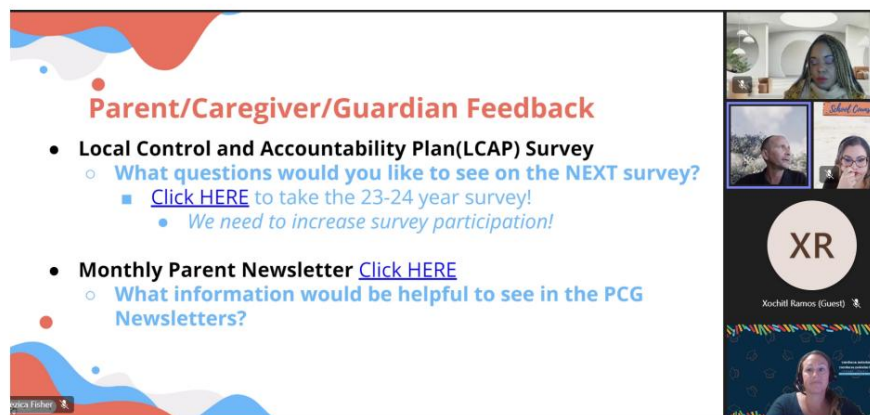 Parent/Caregiver/Guardian Feedback
● Local Control and Accountability Plan(LCAP) Survey
○ What questions would you like to see on the NEXT survey?
■ Click HERE to take the 23-24 year survey!
● We need to increase survey participation!
● Monthly Parent Newsletter Click HERE
○ What information would be helpful to see in the PCG
Newsletters?
School
XR
Xochitl Ramos (Guest)
Fisher